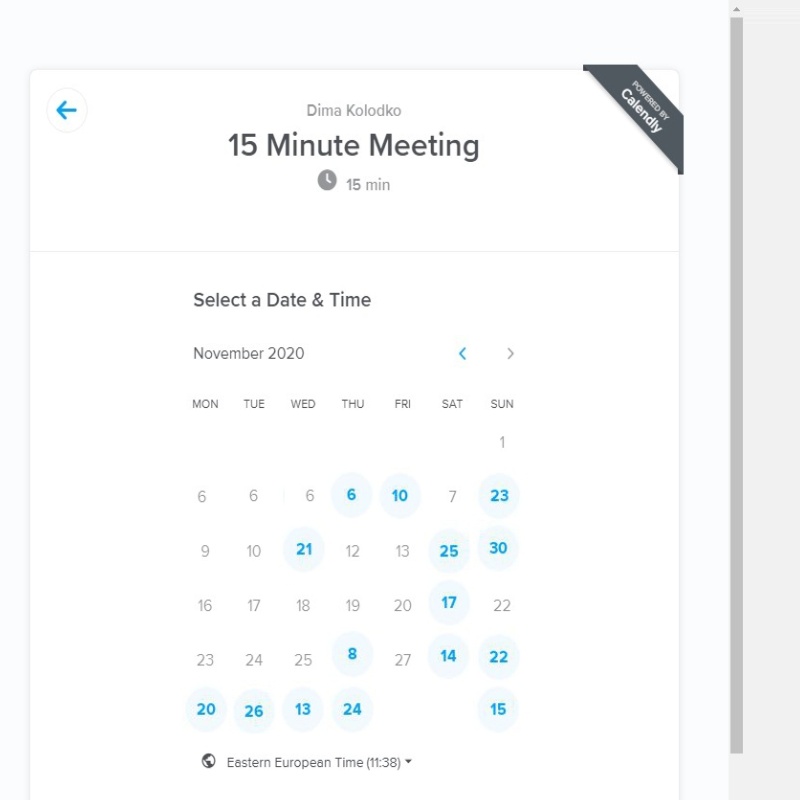 POWERED BY
Calendly
Dima Kolodko
15 Minute Meeting
15 min
Select a Date & Time
November 2020
MON TUE WED THU FRI SAT SUN
1
6 6 6 6 10 7 23
9 10 21 12 13 25 30
16 17 18 19 20 17 22
23 24 25 8 27 14 22
20 26 13 24 15
Eastern European Time (11:38)